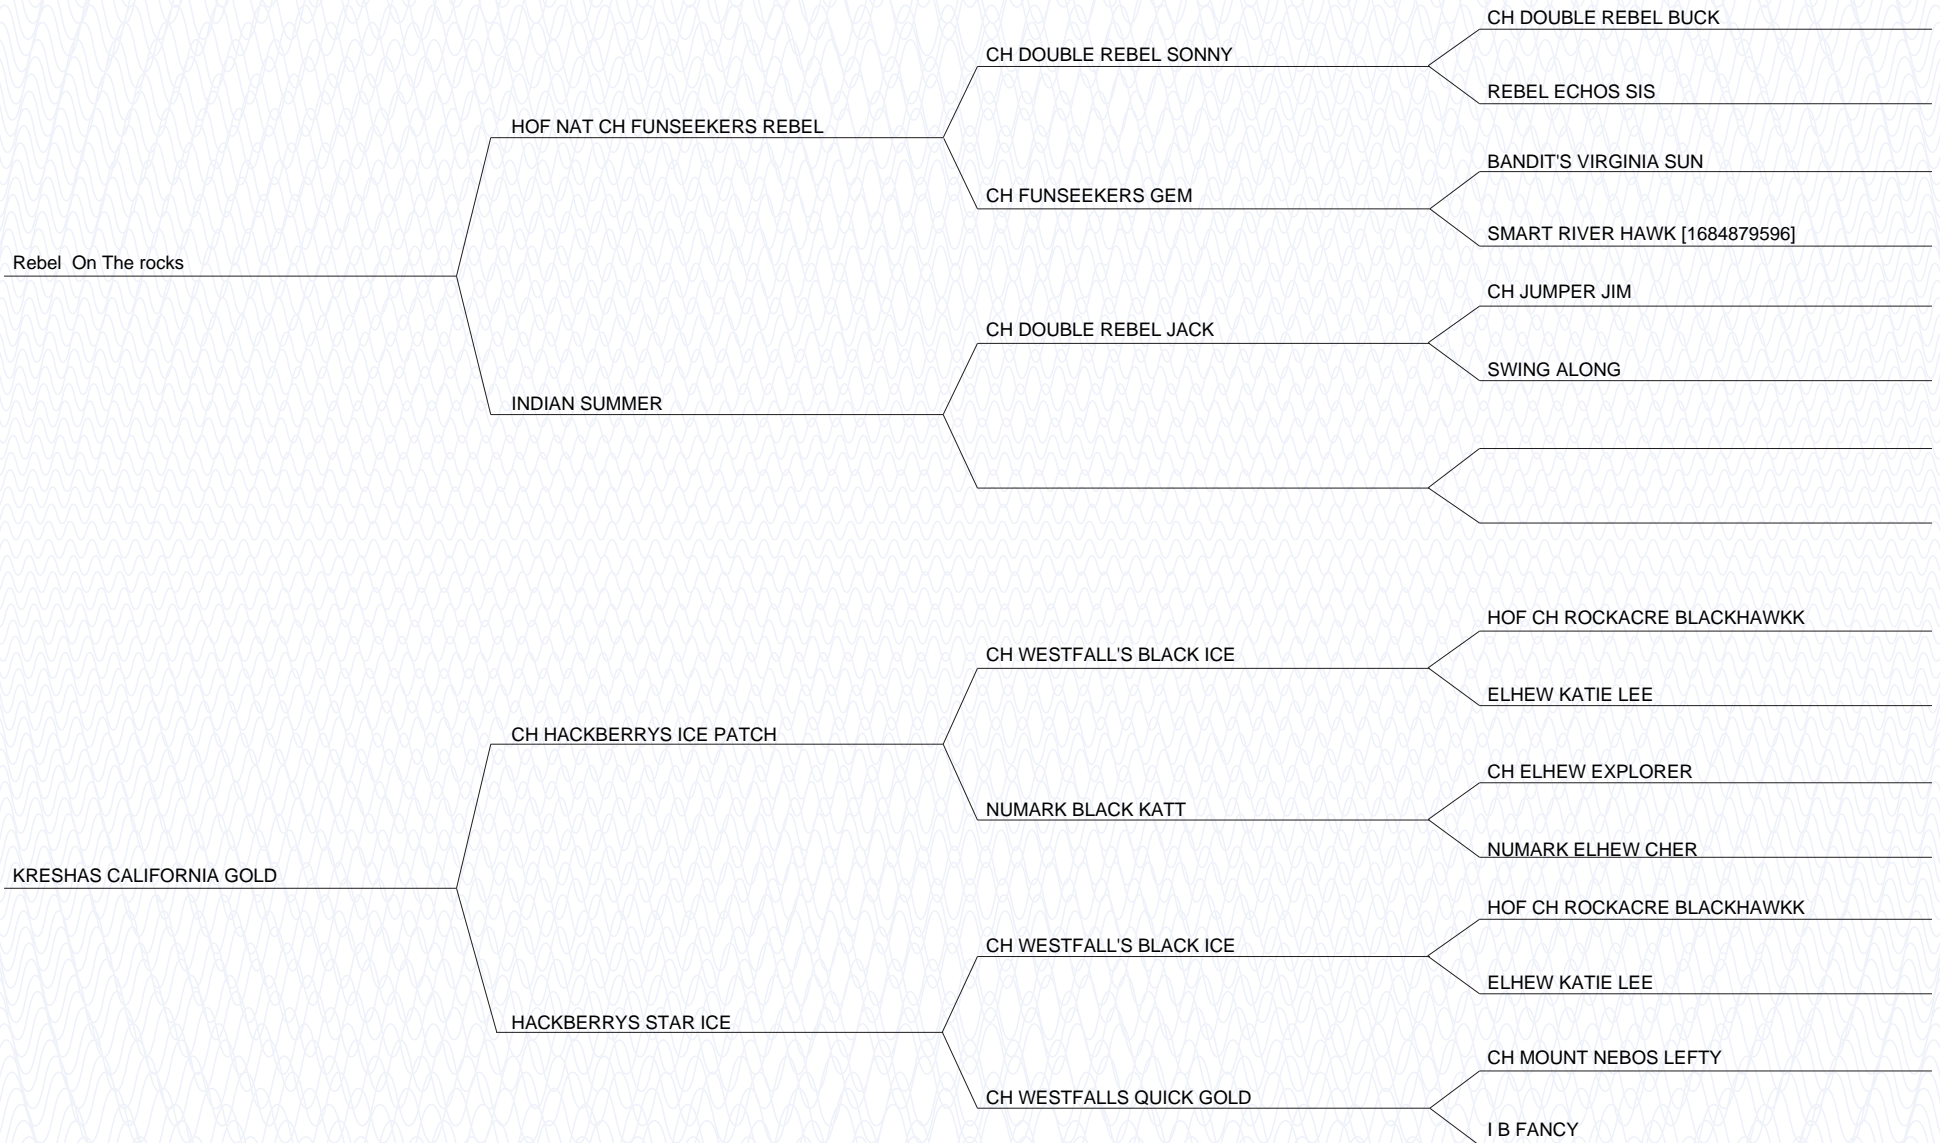 CH DOUBLE REBEL BUCK
CH DOUBLE REBEL SONNY
REBEL ECHOS SIS
HOF NAT CH FUNSEEKERS REBEL
BANDIT'S VIRGINIA SUN
CH FUNSEEKERS GEM
SMART RIVER HAWK [1684879596]
Rebel  On The rocks
CH JUMPER JIM
CH DOUBLE REBEL JACK
SWING ALONG
INDIAN SUMMER
HOF CH ROCKACRE BLACKHAWKK
CH WESTFALL'S BLACK ICE
ELHEW KATIE LEE
CH HACKBERRYS ICE PATCH
CH ELHEW EXPLORER
NUMARK BLACK KATT
NUMARK ELHEW CHER
KRESHAS CALIFORNIA GOLD
HOF CH ROCKACRE BLACKHAWKK
CH WESTFALL'S BLACK ICE
ELHEW KATIE LEE
HACKBERRYS STAR ICE
CH MOUNT NEBOS LEFTY
CH WESTFALLS QUICK GOLD
I B FANCY